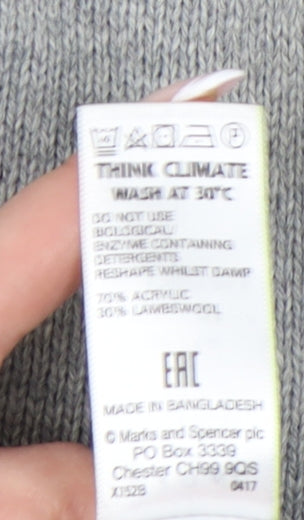 THINK CLIMATE
WASH AT 30°C
DO NOT USE
BIOLOGICAL/
ENZYME CONTAINING
DETERGENTS
RESHAPE WHILST DAMP
70% ACRYLIC
30% LAMBSWOOL
EAC
MADE IN BANGLADESH
© Marks and Spencer plc
PO Box 3339
Chester CH99 9QS
X152B 0417